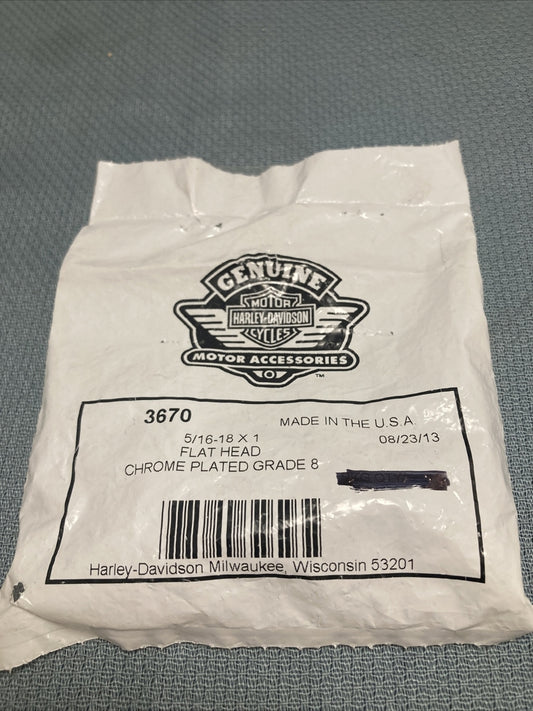 GENUINE
MOTOR
HARLEY-DAVIDSON
CYCLES
MOTOR ACCESSORIES
™
3670 MADE IN THE U.S.A
5/16-18 X 1 08/23/13
FLAT HEAD
CHROME PLATED GRADE 8
Harley-Davidson Milwaukee, Wisconsin 53201